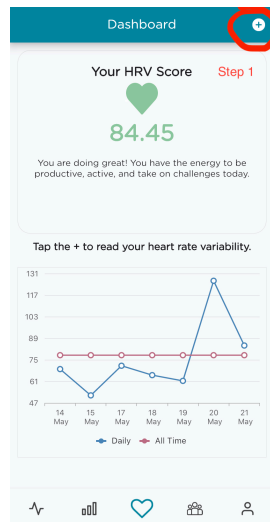 Dashboard
Your HRV Score
Step 1
84.45
You are doing great! You have the energy to be
productive, active, and take on challenges today.
Tap the + to read your heart rate variability.
131
117
103
89
75
61
47
14 May
15 May
17 May
18 May
19 May
20 May
21 May
Daily
All Time